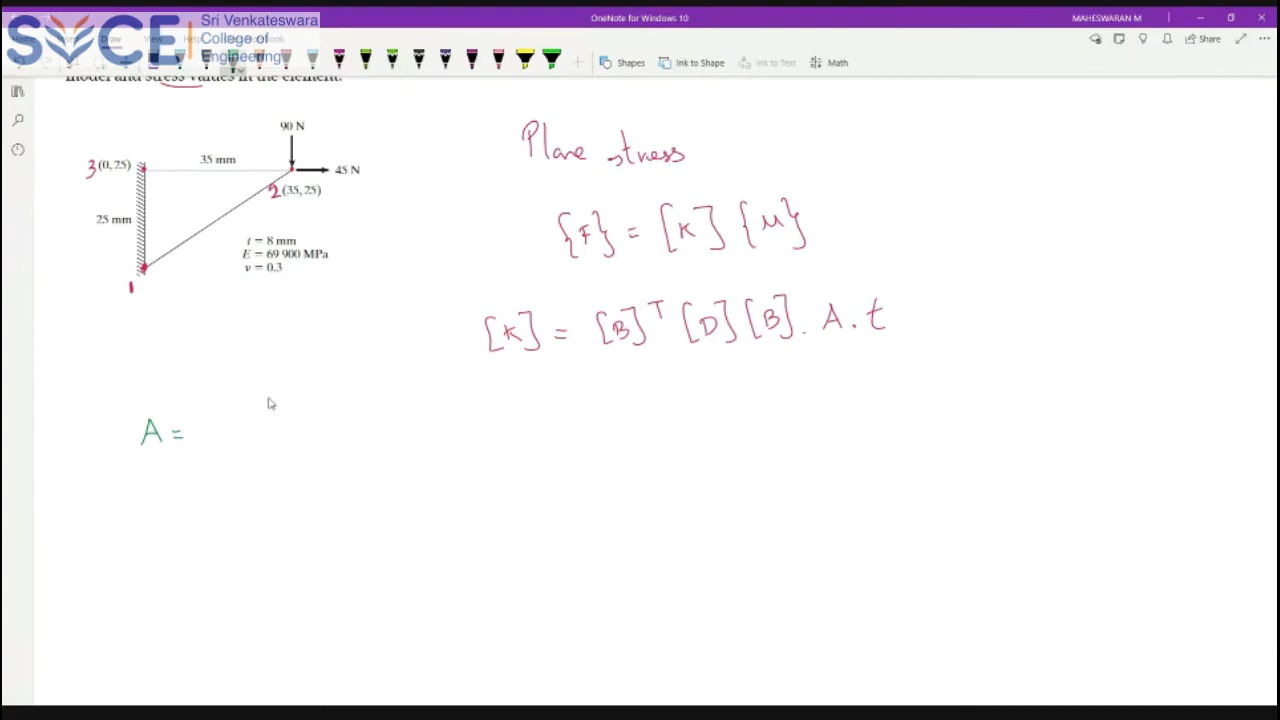 OneNote for Windows 10
MAHESWARAN M
Sri Venkateswara
College of
Engineering
SVCE
Share
Shapes
Ink to Shape
Ink to Text
Math
model and stress values in the element.
90 N
35 mm
45 N
3 (0, 25)
2 (35, 25)
25 mm
t = 8 mm
E = 69 900 MPa
ν = 0.3
1
Plane stress
{F} = [K] {u}
[K] = [B]ᵀ [D] [B] . A . t
A =